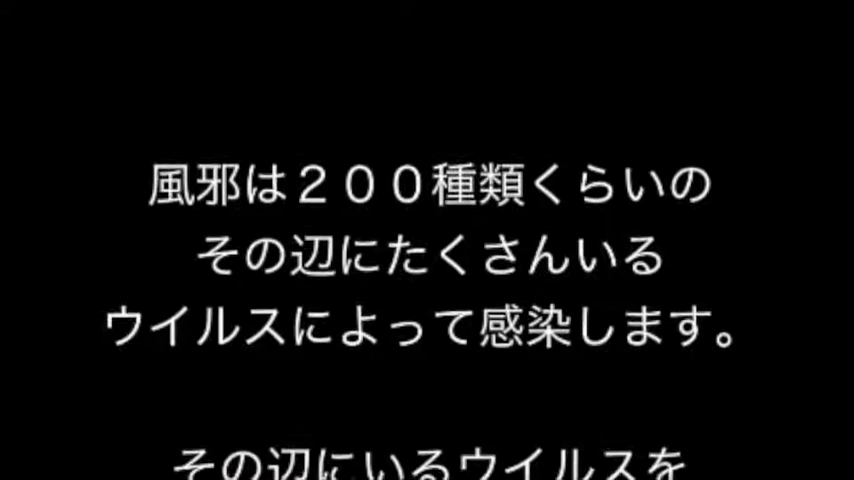 風邪は２００種類くらいの
その辺にたくさんいる
ウイルスによって感染します。
その辺にいるウイルスを